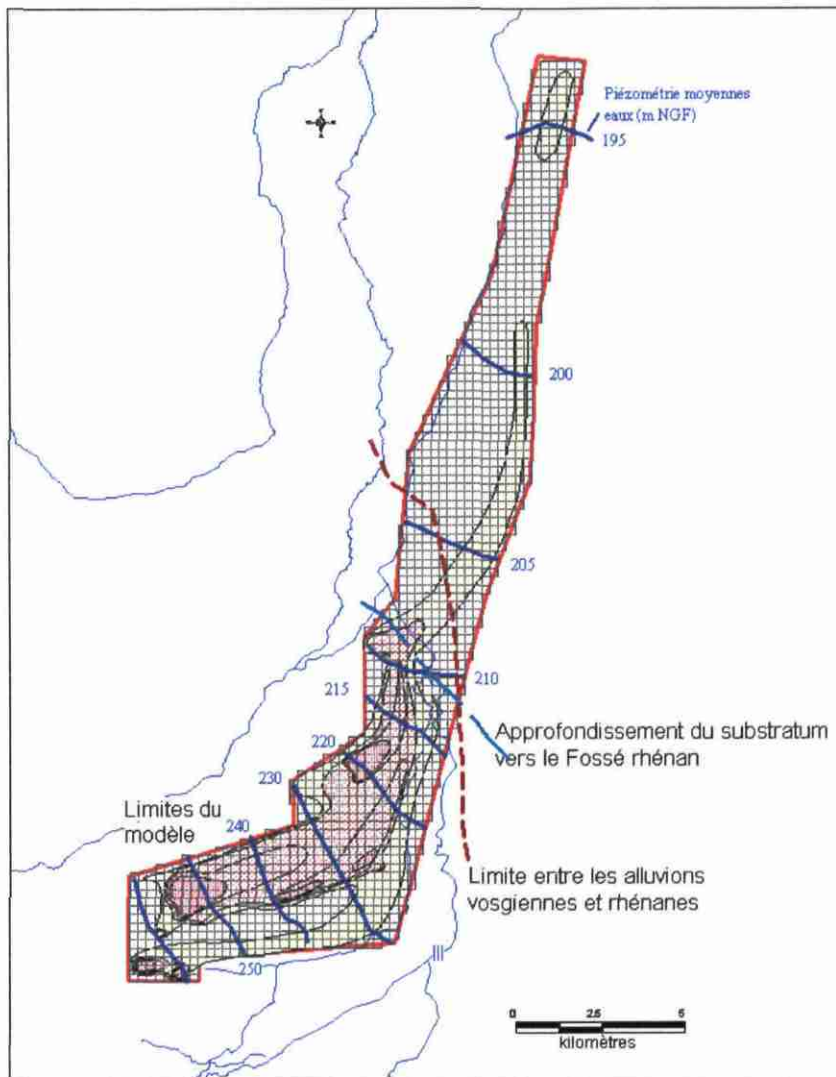 Piézométrie moyennes
eaux (m NGF)
195
200
205
210
215
Approfondissement du substratum
vers le Fossé rhénan
220
230
Limites du
modèle
240
Limite entre les alluvions
vosgiennes et rhénanes
Ill
250
0 2.5 5
kilomètres